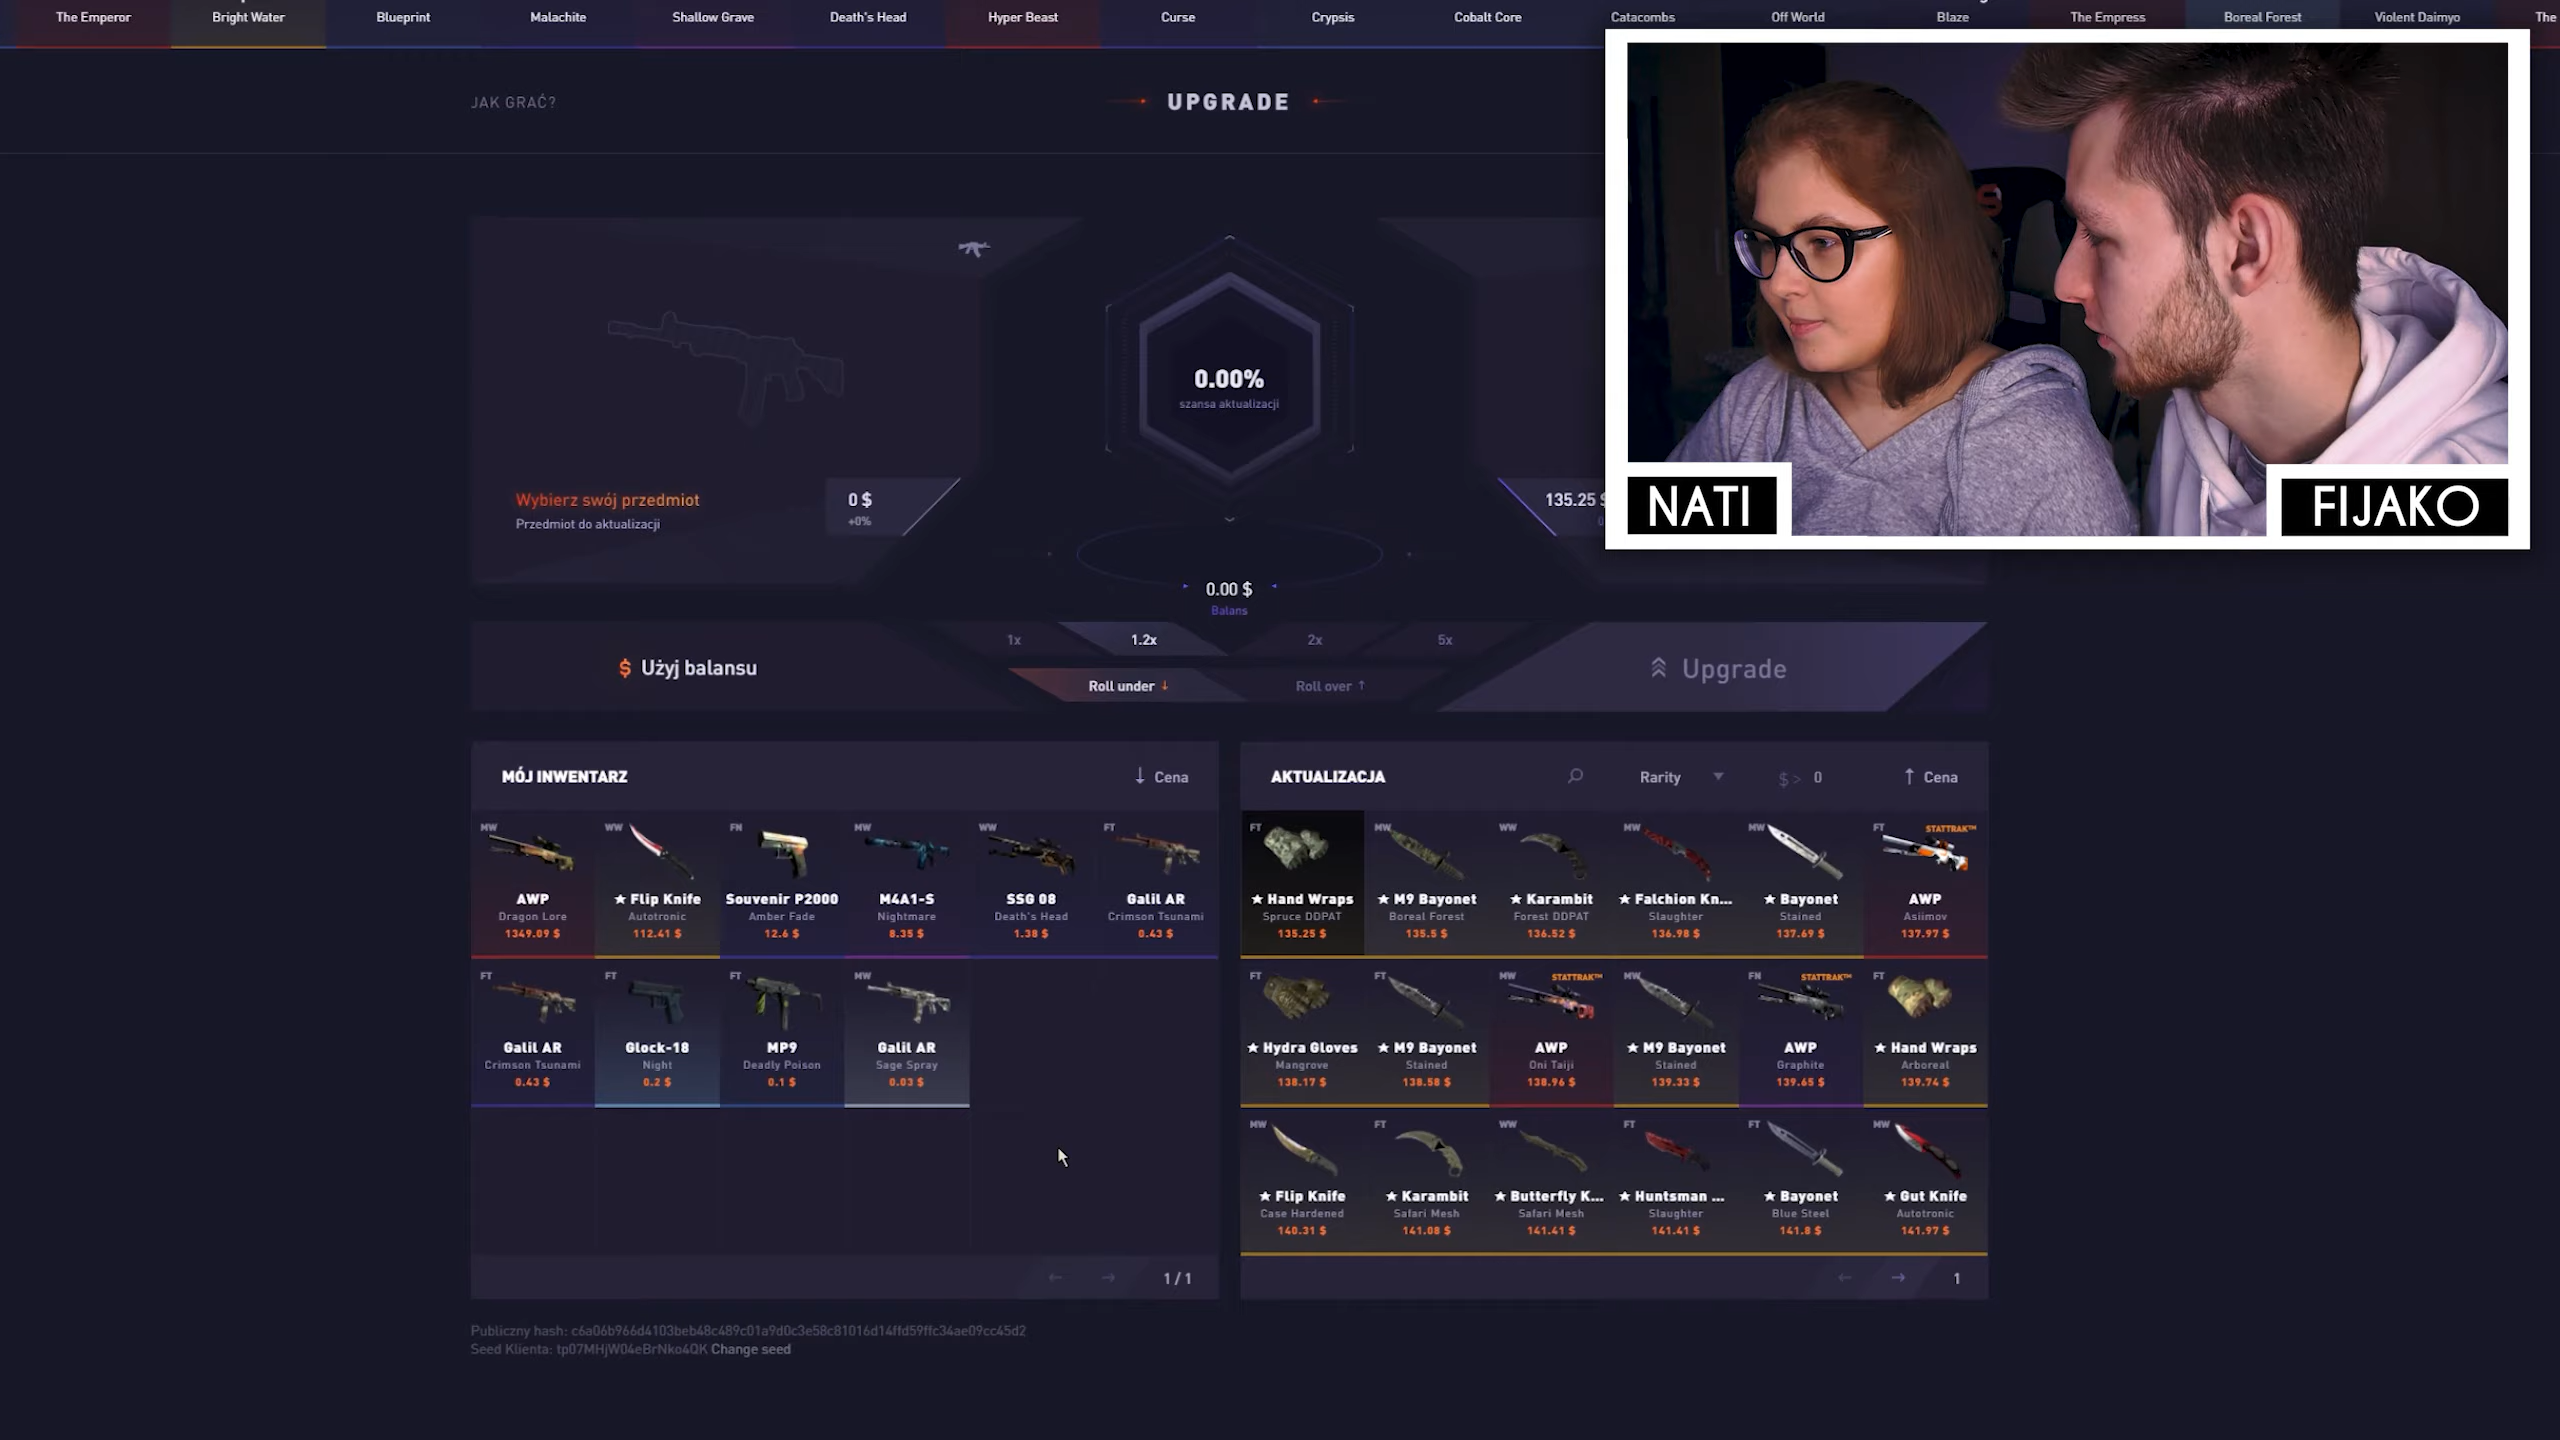 The Emperor
Bright Water
Blueprint
Malachite
Shallow Grave
Death's Head
Hyper Beast
Curse
Crypsis
Cobalt Core
Catacombs
Off World
Blaze
The Empress
Boreal Forest
Violent Daimyo
The
JAK GRAĆ?
UPGRADE
NATI
FIJAKO
0.00%
szansa aktualizacji
Wybierz swój przedmiot
Przedmiot do aktualizacji
0 $
+0%
135.25 $
0.00 $
Balans
$ Użyj balansu
1x
1.2x
2x
5x
Roll under ↓
Roll over ↑
Upgrade
MÓJ INWENTARZ
↓ Cena
MW
AWP
Dragon Lore
1349.09 $
WW
★ Flip Knife
Autotronic
112.41 $
FN
Souvenir P2000
Amber Fade
12.6 $
MW
M4A1-S
Nightmare
8.35 $
WW
SSG 08
Death's Head
1.38 $
FT
Galil AR
Crimson Tsunami
0.43 $
FT
Galil AR
Crimson Tsunami
0.43 $
FT
Glock-18
Night
0.2 $
FT
MP9
Deadly Poison
0.1 $
MW
Galil AR
Sage Spray
0.03 $
← → 1 / 1
AKTUALIZACJA
Rarity
$ > 0
↑ Cena
FT
★ Hand Wraps
Spruce DDPAT
135.25 $
MW
★ M9 Bayonet
Boreal Forest
135.5 $
WW
★ Karambit
Forest DDPAT
136.52 $
MW
★ Falchion Kn...
Slaughter
136.98 $
MW
★ Bayonet
Stained
137.69 $
FT STATTRAK™
AWP
Asiimov
137.97 $
FT
★ Hydra Gloves
Mangrove
138.17 $
FT
★ M9 Bayonet
Stained
138.58 $
MW STATTRAK™
AWP
Oni Taiji
138.96 $
MW
★ M9 Bayonet
Stained
139.33 $
FN STATTRAK™
AWP
Graphite
139.65 $
FT
★ Hand Wraps
Arboreal
139.74 $
MW
★ Flip Knife
Case Hardened
140.31 $
FT
★ Karambit
Safari Mesh
141.08 $
WW
★ Butterfly K...
Safari Mesh
141.41 $
FT
★ Huntsman ...
Slaughter
141.41 $
FT
★ Bayonet
Blue Steel
141.8 $
MW
★ Gut Knife
Autotronic
141.97 $
← → 1
Publiczny hash: c6a06b966d4103beb48c489c01a9d0c3e58c81016d14ffd59ffc34ae09cc45d2
Seed Klienta: tp07MHjW04eBrNko4QK Change seed